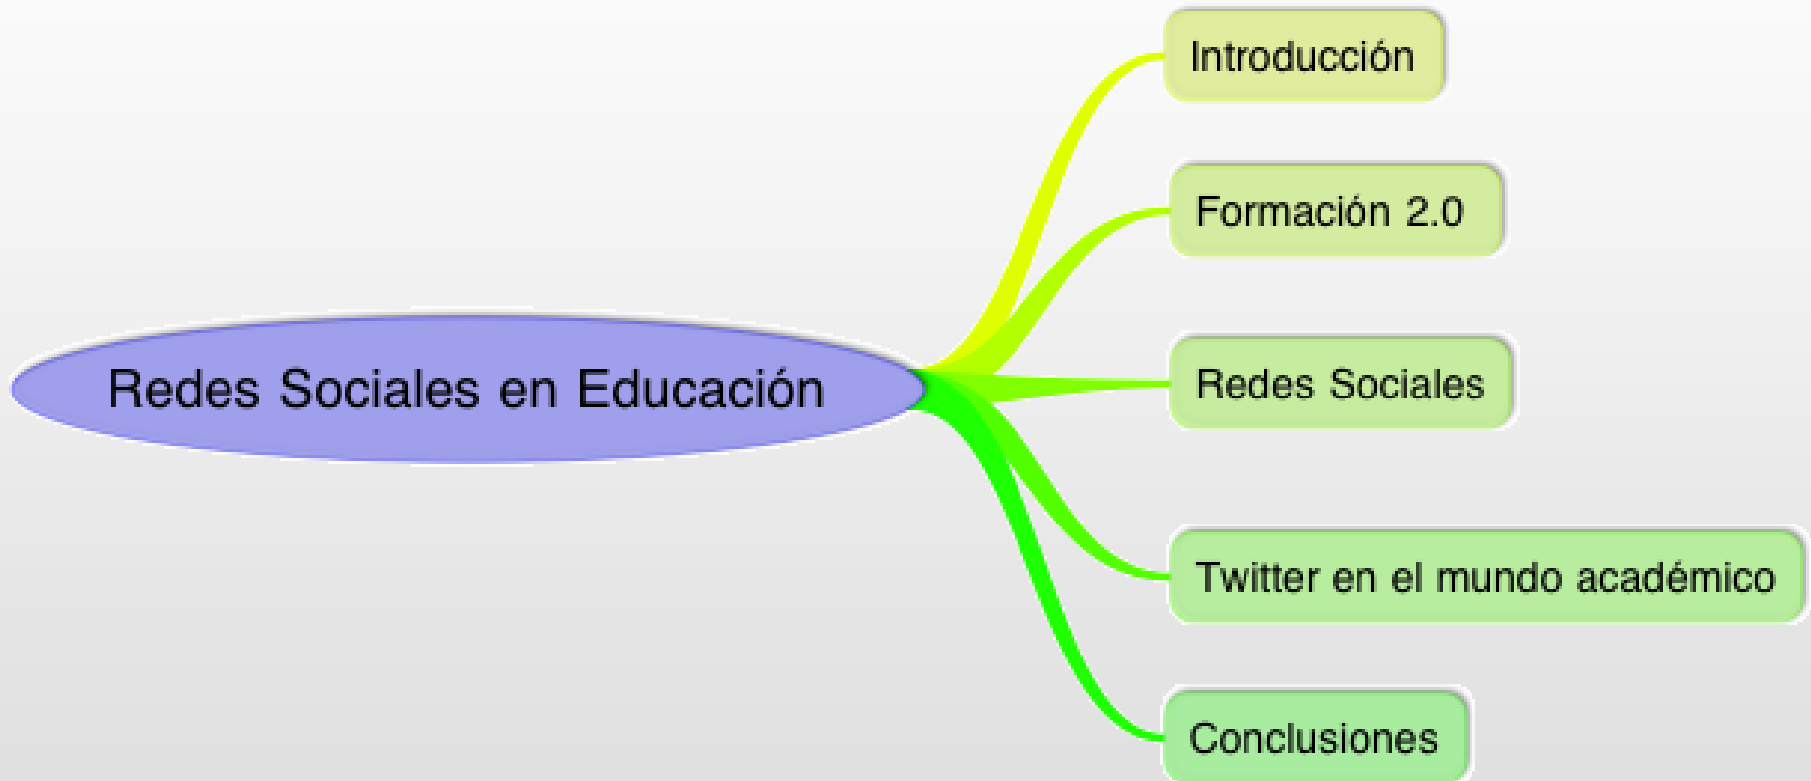 Introducción
Formación 2.0
Redes Sociales en Educación
Redes Sociales
Twitter en el mundo académico
Conclusiones